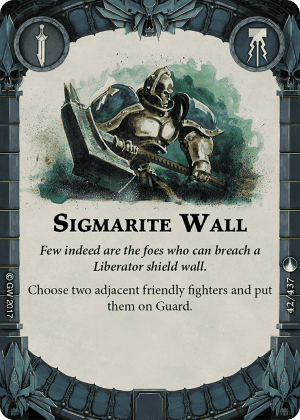 SIGMARITE WALL
Few indeed are the foes who can breach a
Liberator shield wall.
Choose two adjacent friendly fighters and put
them on Guard.
© GW 2017
42/437